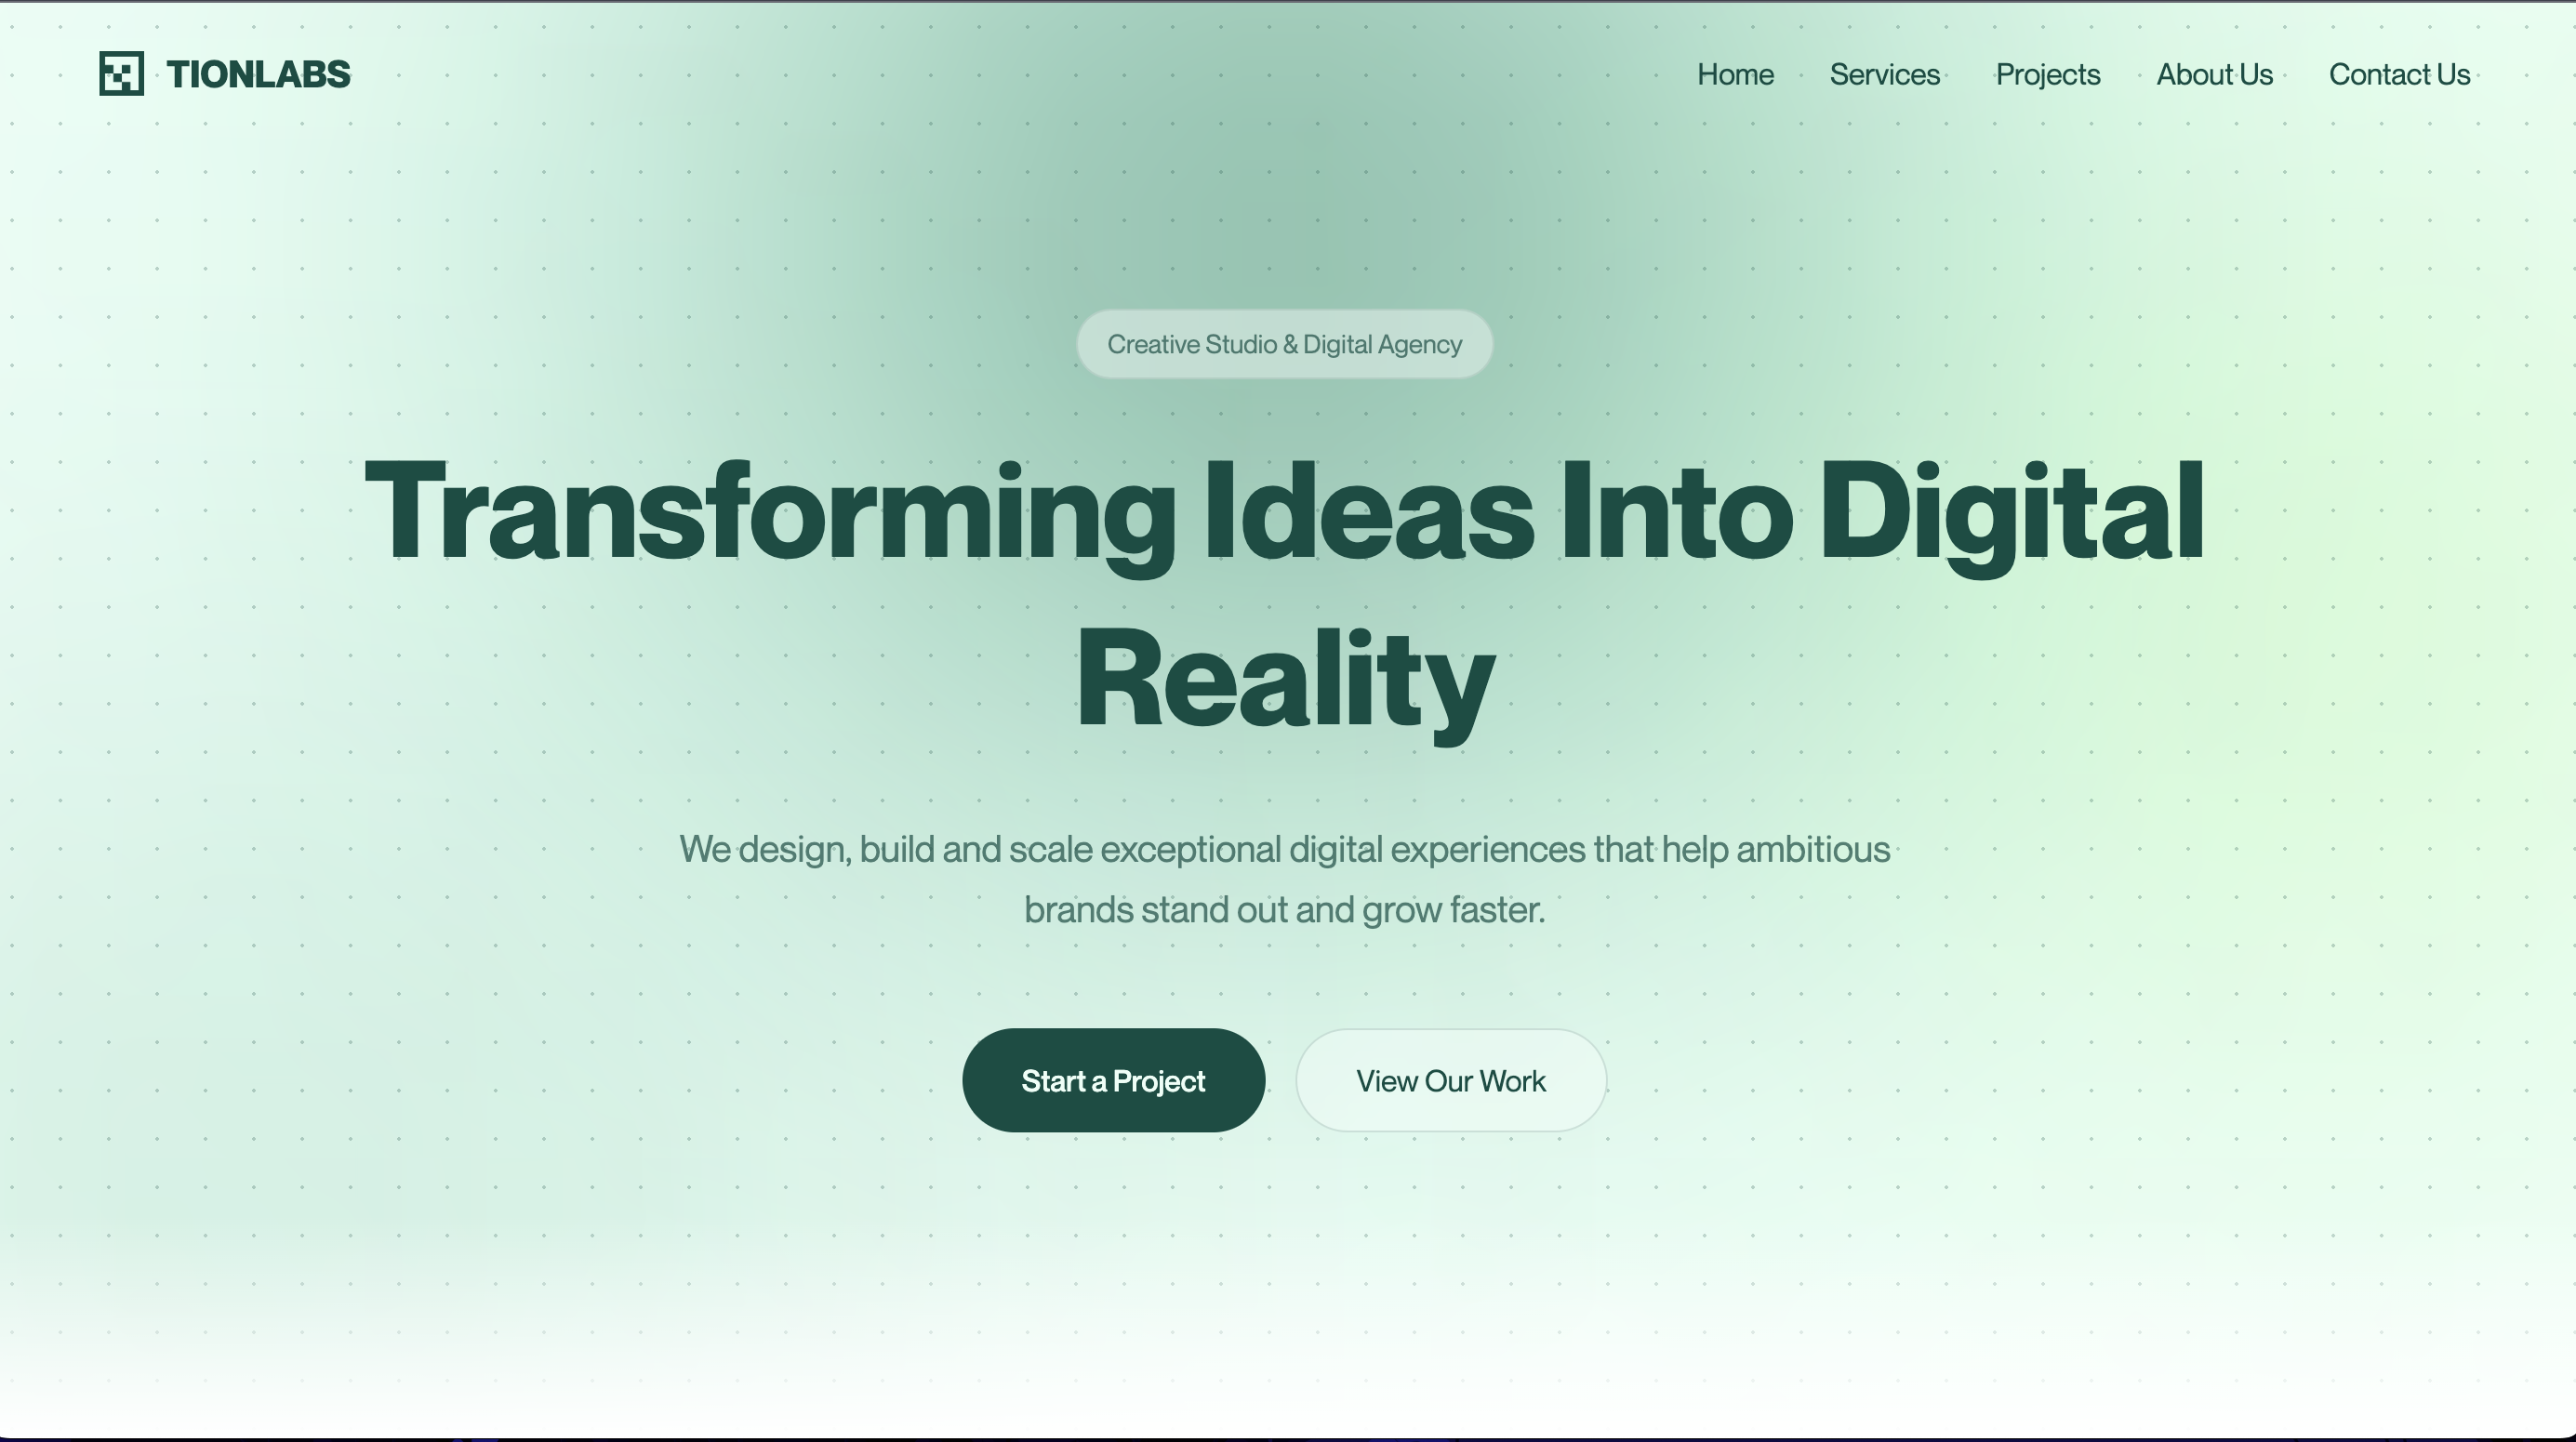 TIONLABS
Home Services Projects About Us Contact Us
Creative Studio & Digital Agency
Transforming Ideas Into Digital
Reality
We design, build and scale exceptional digital experiences that help ambitious
brands stand out and grow faster.
Start a Project View Our Work